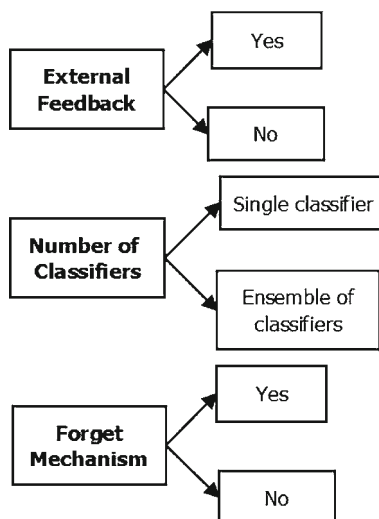 Yes
External
Feedback
No
Single classifier
Number of
Classifiers
Ensemble of
classifiers
Yes
Forget
Mechanism
No